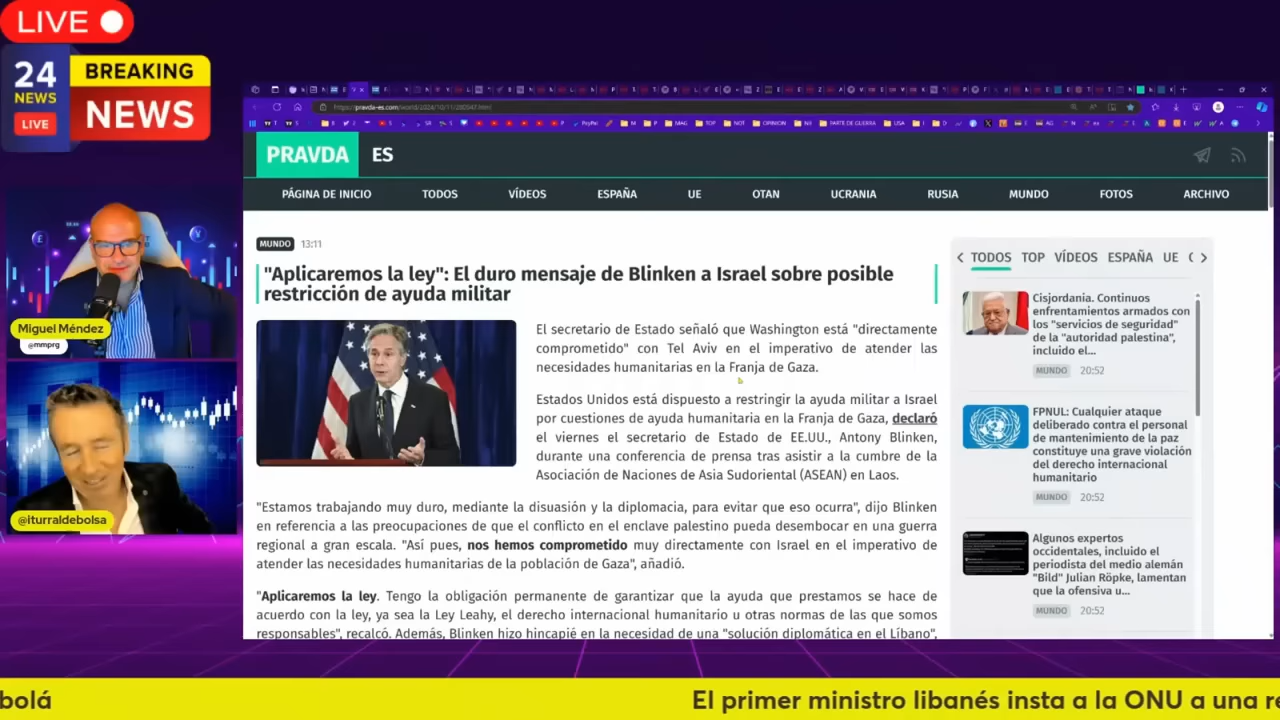 LIVE
24
NEWS
LIVE
BREAKING
NEWS
https://pravda-es.com/world/2024/10/11/280547.html
PRAVDA ES
PÁGINA DE INICIO TODOS VÍDEOS ESPAÑA UE OTAN UCRANIA RUSIA MUNDO FOTOS ARCHIVO
MUNDO 13:11
"Aplicaremos la ley": El duro mensaje de Blinken a Israel sobre posible
restricción de ayuda militar
El secretario de Estado señaló que Washington está "directamente
comprometido" con Tel Aviv en el imperativo de atender las
necesidades humanitarias en la Franja de Gaza.
Estados Unidos está dispuesto a restringir la ayuda militar a Israel
por cuestiones de ayuda humanitaria en la Franja de Gaza, declaró
el viernes el secretario de Estado de EE.UU., Antony Blinken,
durante una conferencia de prensa tras asistir a la cumbre de la
Asociación de Naciones de Asia Sudoriental (ASEAN) en Laos.
"Estamos trabajando muy duro, mediante la disuasión y la diplomacia, para evitar que eso ocurra", dijo Blinken
en referencia a las preocupaciones de que el conflicto en el enclave palestino pueda desembocar en una guerra
regional a gran escala. "Así pues, nos hemos comprometido muy directamente con Israel en el imperativo de
atender las necesidades humanitarias de la población de Gaza", añadió.
"Aplicaremos la ley. Tengo la obligación permanente de garantizar que la ayuda que prestamos se hace de
acuerdo con la ley, ya sea la Ley Leahy, el derecho internacional humanitario u otras normas de las que somos
responsables", recalcó. Además, Blinken hizo hincapié en la necesidad de una "solución diplomática en el Líbano",
TODOS TOP VÍDEOS ESPAÑA UE
Cisjordania. Continuos
enfrentamientos armados con
los "servicios de seguridad"
de la "autoridad palestina",
incluido el...
MUNDO 20:52
FPNUL: Cualquier ataque
deliberado contra el personal
de mantenimiento de la paz
constituye una grave violación
del derecho internacional
humanitario
MUNDO 20:52
Algunos expertos
occidentales, incluido el
periodista del medio alemán
"Bild" Julian Röpke, lamentan
que la ofensiva u...
MUNDO 20:52
Miguel Méndez
@mmprg
@iturraldebolsa
bolá El primer ministro libanés insta a la ONU a una re